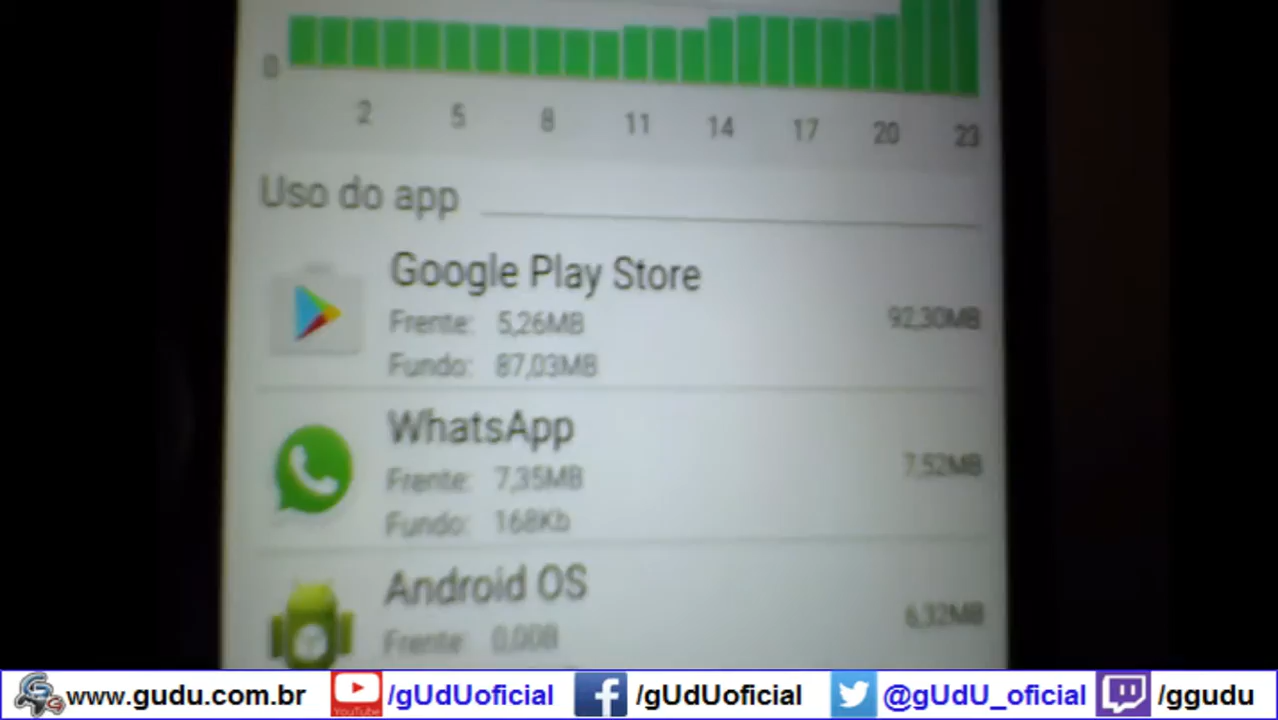 0
2 5 8 11 14 17 20 23
Uso do app
Google Play Store
Frente: 5,26MB 92,30MB
Fundo: 87,03MB
WhatsApp
Frente: 7,35MB 7,52MB
Fundo: 168Kb
Android OS
Frente: 0,00B 6,32MB
www.gudu.com.br YouTube /gUdUoficial /gUdUoficial @gUdU_oficial /ggudu